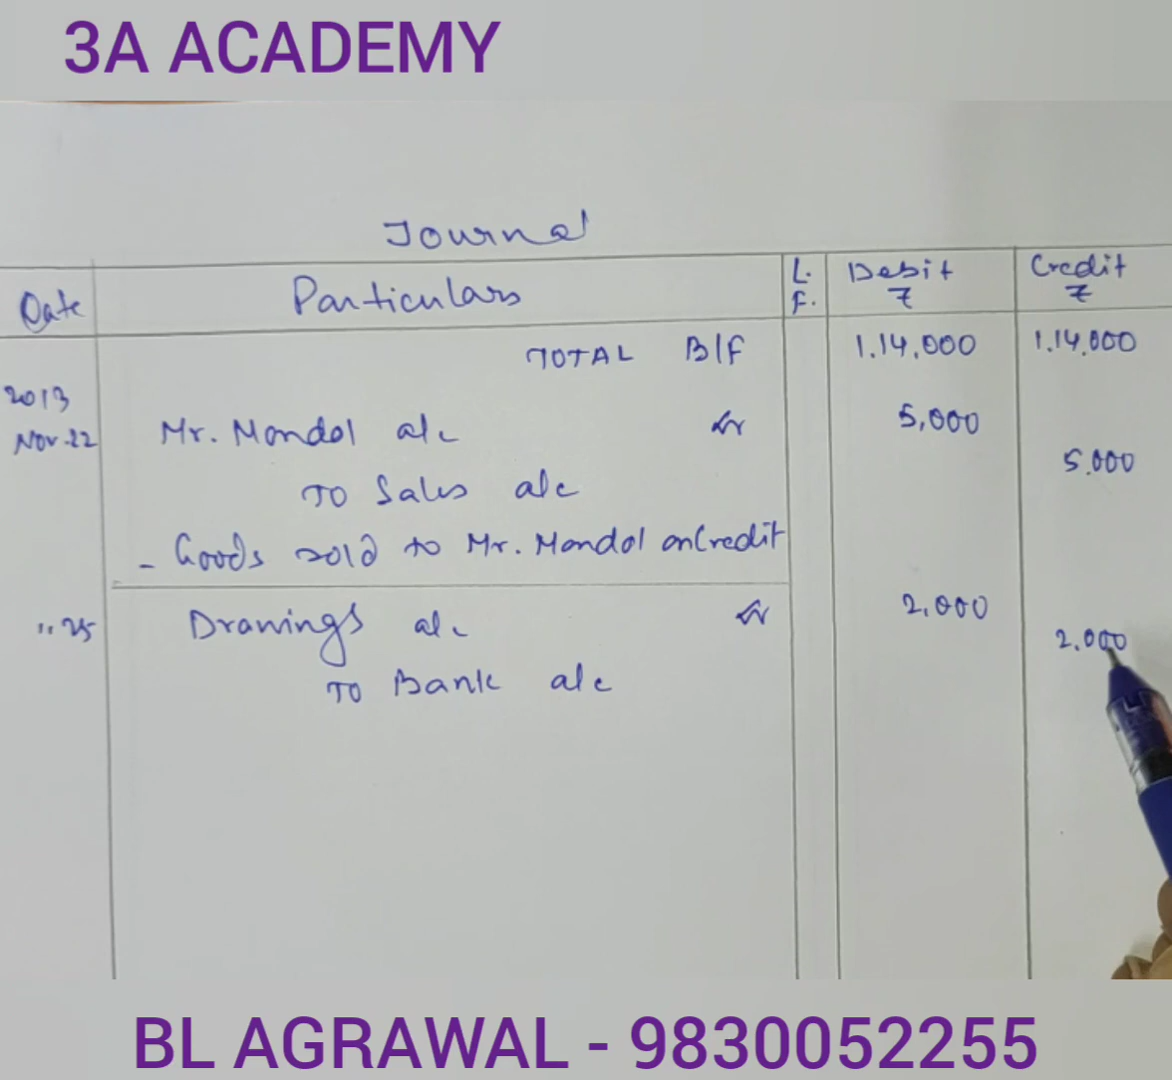 3A ACADEMY
Journal
Date Particulars L. F. Debit ₹ Credit ₹
TOTAL B/F 1,14,000 1,14,000
2013
Nov-22 Mr. Mondol a/c Dr 5,000
To Sales a/c 5,000
- Goods sold to Mr. Mondol on Credit
".. 25 Drawings a/c Dr 2,000
To Bank a/c 2,000
BL AGRAWAL - 9830052255